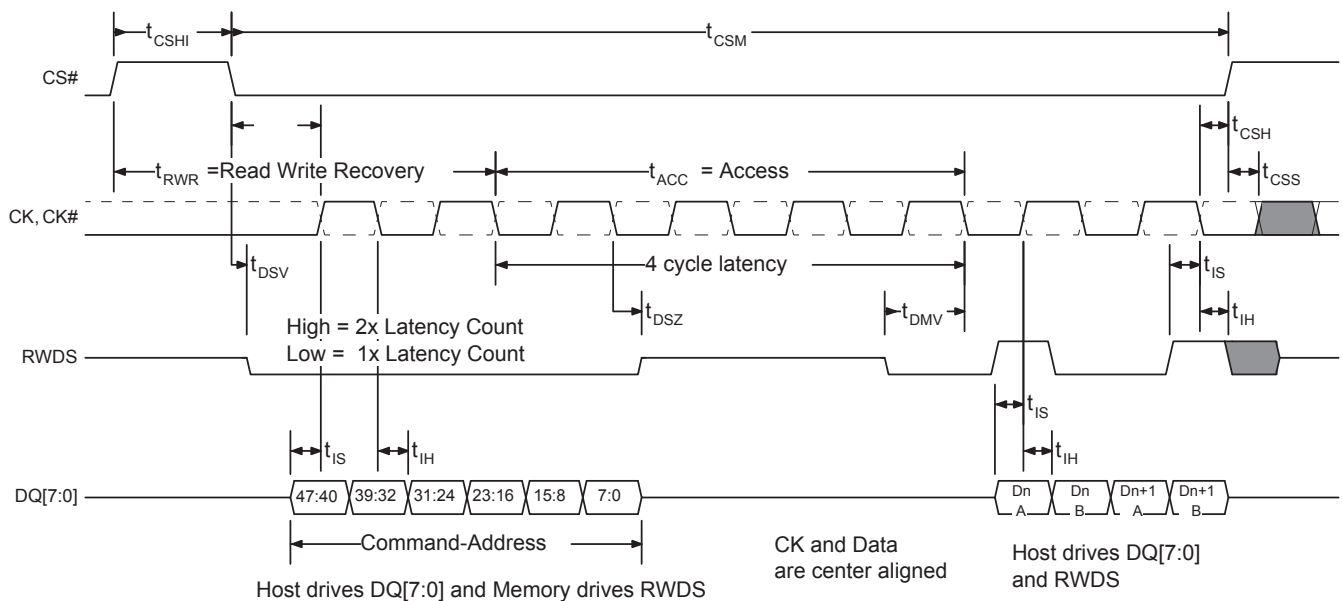 tCSHI
tCSM
CS#
tCSH
tRWR =Read Write Recovery
tACC = Access
tCSS
CK, CK#
tDSV
4 cycle latency
tIS
tDSZ
tDMV
tIH
High = 2x Latency Count
Low = 1x Latency Count
RWDS
tIS
tIS
tIH
tIH
DQ[7:0]
47:40 39:32 31:24 23:16 15:8 7:0
Dn Dn Dn+1 Dn+1
A B A B
Command-Address
CK and Data
are center aligned
Host drives DQ[7:0]
and RWDS
Host drives DQ[7:0] and Memory drives RWDS